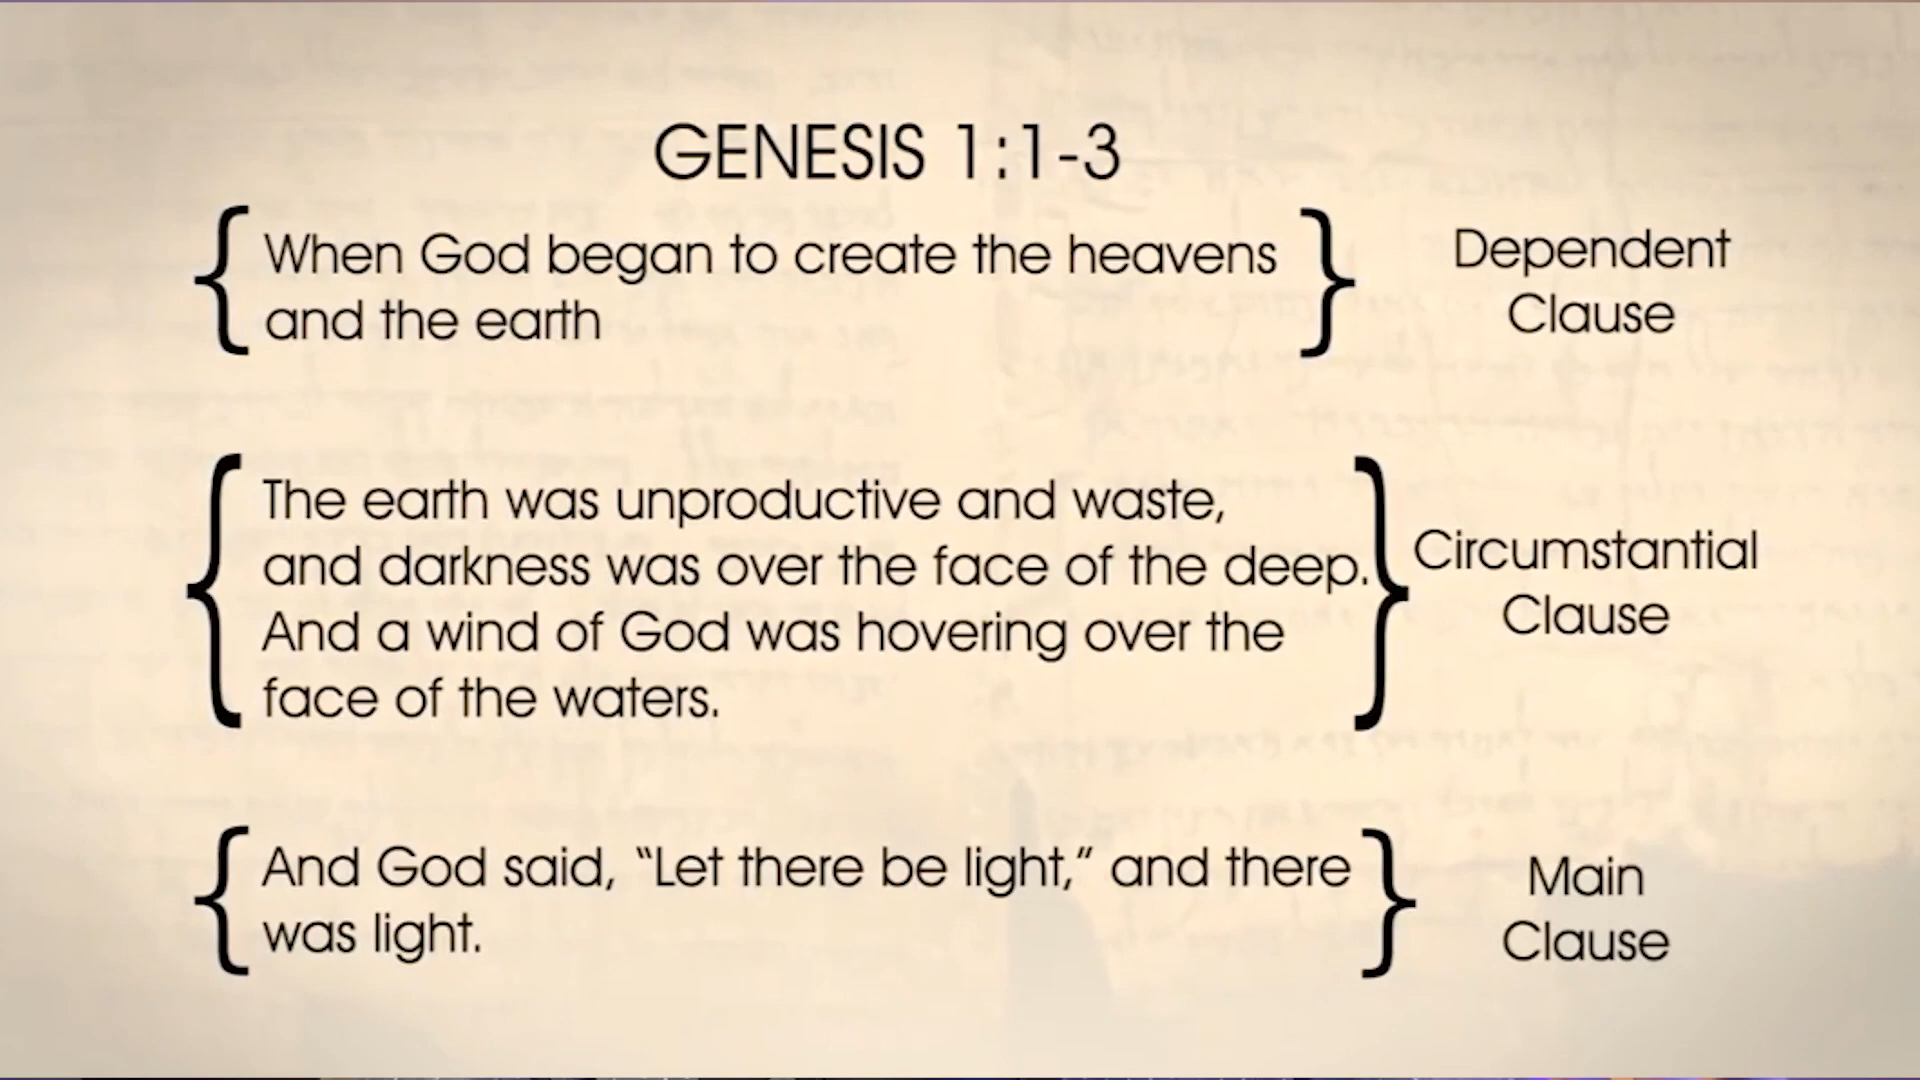 GENESIS 1:1-3
When God began to create the heavens
and the earth
Dependent
Clause
The earth was unproductive and waste,
and darkness was over the face of the deep.
And a wind of God was hovering over the
face of the waters.
Circumstantial
Clause
And God said, “Let there be light,” and there
was light.
Main
Clause